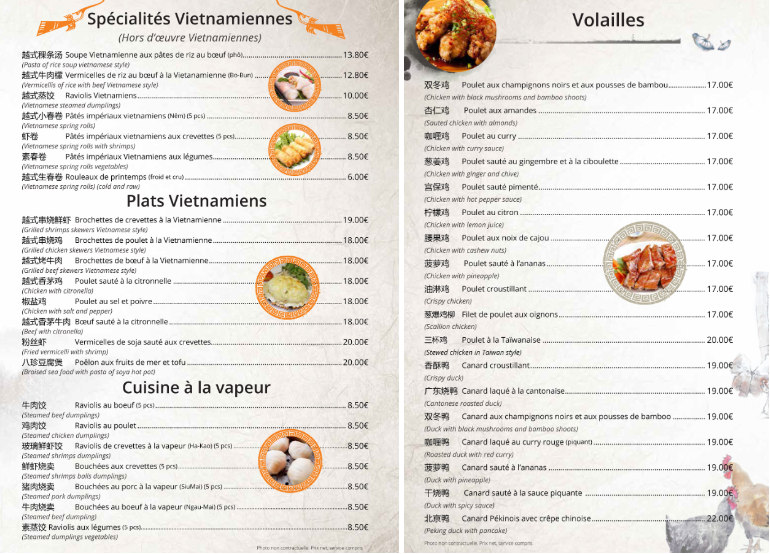 Spécialités Vietnamiennes
(Hors d'œuvre Vietnamiennes)
越式稞条汤 Soupe Vietnamienne aux pâtes de riz au bœuf (phô) 13.80€
(Pasta of rice soup vietnamese style)
越式牛肉檬 Vermicelles de riz au bœuf à la Vietanamienne (Bo-Bun) 12.80€
(Vermicellis of rice with beef Vietnamese style)
越式蒸饺 Raviolis Vietnamiens 10.00€
(Vietnamese steamed dumplings)
越式小春卷 Pâtés impériaux vietnamiens (Ném) (5 pcs) 8.50€
(Vietnamese spring rolls)
虾卷 Pâtés impériaux vietnamiens aux crevettes (5 pcs) 8.50€
(Vietnamese spring rolls with shrimps)
素春卷 Pâtés impériaux Vietnamiens aux légumes 8.50€
(Vietnamese spring rolls vegetables)
越式生春卷 Rouleaux de printemps (froid et cru) 6.00€
(Vietnamese spring rolls) (cold and raw)
Plats Vietnamiens
越式串烧鲜虾 Brochettes de crevettes à la Vietnamienne 19.00€
(Grilled shrimps skewers Vietnamese style)
越式串烧鸡 Brochettes de poulet à la Vietnamienne 18.00€
(Grilled chicken skewers Vietnamese style)
越式烤牛肉 Brochettes de bœuf à la Vietnamienne 18.00€
(Grilled beef skewers Vietnamese style)
越式香茅鸡 Poulet sauté à la citronnelle 18.00€
(Chicken with citronella)
椒盐鸡 Poulet au sel et poivre 18.00€
(Chicken with salt and pepper)
越式香茅牛肉 Bœuf sauté à la citronnelle 18.00€
(Beef with citronella)
粉丝虾 Vermicelles de soja sauté aux crevettes 20.00€
(Fried vermicelli with shrimp)
八珍豆腐煲 Poêlon aux fruits de mer et tofu 20.00€
(Braised sea food with pasta of soya hot pot)
Cuisine à la vapeur
牛肉饺 Raviolis au boeuf (5 pcs) 8.50€
(Steamed beef dumplings)
鸡肉饺 Raviolis au poulet 8.50€
(Steamed chicken dumplings)
玻璃鲜虾饺 Raviolis de crevettes à la vapeur (Ha-Kao) (5 pcs) 8.50€
(Steamed shrimps dumplings)
鲜虾烧卖 Bouchées aux crevettes (5 pcs) 8.50€
(Steamed shrimps balls dumplings)
猪肉烧卖 Bouchées au porc à la vapeur (SiuMai) (5 pcs) 8.50€
(Steamed pork dumplings)
牛肉烧卖 Bouchées au boeuf à la vapeur (Ngau-Mai) (5 pcs) 8.50€
(Steamed beef dumpling)
素蒸饺 Raviolis aux légumes (5 pcs) 8.50€
(Steamed dumplings vegetables)
Photo non contractuelle. Prix net, service compris.
Volailles
双冬鸡 Poulet aux champignons noirs et aux pousses de bambou 17.00€
(Chicken with black mushrooms and bamboo shoots)
杏仁鸡 Poulet aux amandes 17.00€
(Sauted chicken with almonds)
咖喱鸡 Poulet au curry 17.00€
(Chicken with curry sauce)
葱姜鸡 Poulet sauté au gingembre et à la ciboulette 17.00€
(Chicken with ginger and chive)
宫保鸡 Poulet sauté pimenté 17.00€
(Chicken with hot pepper sauce)
柠檬鸡 Poulet au citron 17.00€
(Chicken with lemon juice)
腰果鸡 Poulet aux noix de cajou 17.00€
(Chicken with cashew nuts)
菠萝鸡 Poulet sauté à l'ananas 17.00€
(Chicken with pineapple)
油淋鸡 Poulet croustillant 17.00€
(Crispy chicken)
葱爆鸡柳 Filet de poulet aux oignons 17.00€
(Scallion chicken)
三杯鸡 Poulet à la Taïwanaise 20.00€
(Stewed chicken in Taiwan style)
香酥鸭 Canard croustillant 19.00€
(Crispy duck)
广东烧鸭 Canard laqué à la cantonaise 19.00€
(Cantonese roasted duck)
双冬鸭 Canard aux champignons noirs et aux pousses de bamboo 19.00€
(Duck with black mushrooms and bamboo shoots)
咖喱鸭 Canard laqué au curry rouge (piquant) 19.00€
(Roasted duck with red curry)
菠萝鸭 Canard sauté à l'ananas 19.00€
(Duck with pineapple)
干烧鸭 Canard sauté à la sauce piquante 19.00€
(Duck with spicy sauce)
北京鸭 Canard Pékinois avec crêpe chinoise 22.00€
(Peking duck with pancake)
Photo non contractuelle. Prix net, service compris.